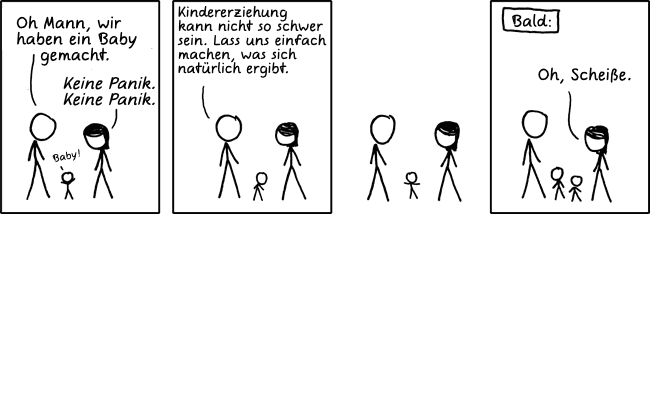 Oh Mann, wir
haben ein Baby
gemacht.
Keine Panik.
Keine Panik.
Baby!
Kindererziehung
kann nicht so schwer
sein. Lass uns einfach
machen, was sich
natürlich ergibt.
Bald:
Oh, Scheiße.